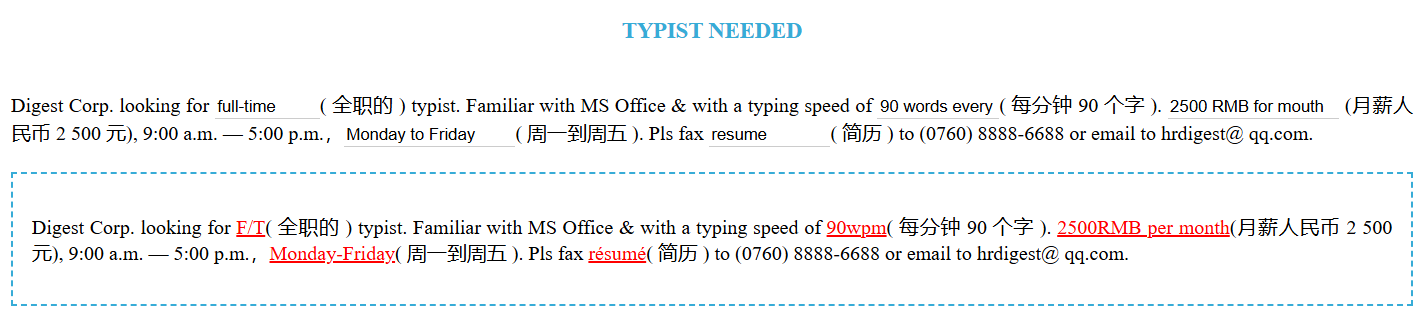 TYPIST NEEDED
Digest Corp. looking for full-time ( 全职的 ) typist. Familiar with MS Office & with a typing speed of 90 words every ( 每分钟 90 个字 ). 2500 RMB for mouth (月薪人
民币 2 500 元), 9:00 a.m. — 5:00 p.m.，Monday to Friday ( 周一到周五 ). Pls fax resume ( 简历 ) to (0760) 8888-6688 or email to hrdigest@ qq.com.
Digest Corp. looking for F/T( 全职的 ) typist. Familiar with MS Office & with a typing speed of 90wpm( 每分钟 90 个字 ). 2500RMB per month(月薪人民币 2 500
元), 9:00 a.m. — 5:00 p.m.，Monday-Friday( 周一到周五 ). Pls fax résumé( 简历 ) to (0760) 8888-6688 or email to hrdigest@ qq.com.